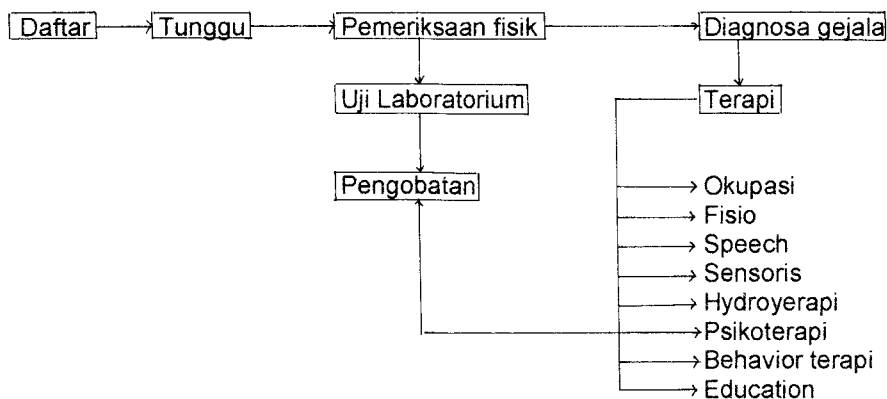 Daftar Tunggu Pemeriksaan fisik Diagnosa gejala
Uji Laboratorium Terapi
Pengobatan Okupasi
Fisio
Speech
Sensoris
Hydroyerapi
Psikoterapi
Behavior terapi
Education